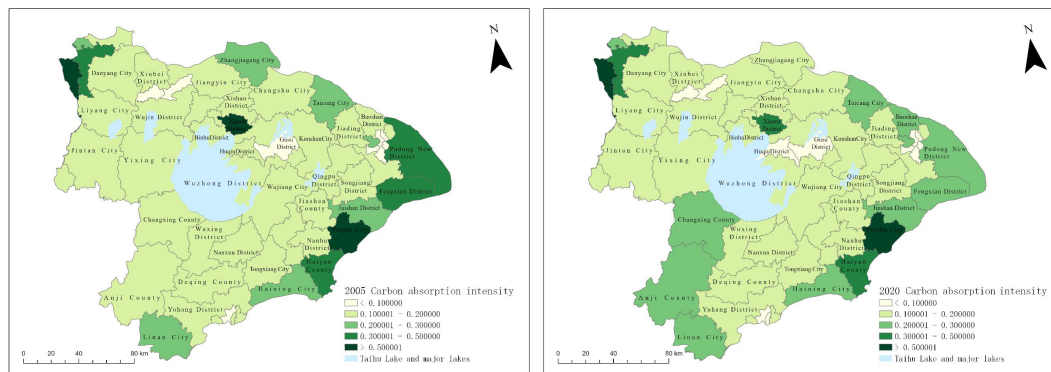 N
Zhangjiagang City
Danyang City
Xinbei
District
Jiangyin City
Changshu City
Taicang City
Liyang City
Wujin District
Xishan
District
Baoshan
District
Jiading
District
BinhuDistrict
Gusu
District
KunshanCity
Pudong New
District
Jintan City
Yixing City
HuqiuDistrict
Wuzhong District
Wujiang City
Qingpu
District
Songjiang
District
Fengxian District
Jiashan
County
Jinshan District
Changxing County
Wuxing
District
Pinghu City
Nanhu
District
Nanxun District
Haiyan
County
Tongxiang City
Deqing County
Haining City
Anji County
Yuhang District
Linan City
2005 Carbon absorption intensity
< 0.100000
0.100001 - 0.200000
0.200001 - 0.300000
0.300001 - 0.500000
> 0.500001
Taihu Lake and major lakes
0 20 40 80 km
N
Zhangjiagang City
Danyang City
Xinbei
District
Jiangyin City
Changshu City
Taicang City
Liyang City
Wujin District
Xishan
District
Baoshan
District
Jiading
District
BinhuDistrict
Gusu
District
KunshanCity
Pudong New
District
Jintan City
Yixing City
HuqiuDistrict
Wuzhong District
Wujiang City
Qingpu
District
Songjiang
District
Fengxian District
Jiashan
County
Jinshan District
Changxing County
Wuxing
District
Pinghu City
Nanhu
District
Nanxun District
Haiyan
County
Tongxiang City
Deqing County
Haining City
Anji County
Yuhang District
Linan City
2020 Carbon absorption intensity
< 0.100000
0.100001 - 0.200000
0.200001 - 0.300000
0.300001 - 0.500000
> 0.500001
Taihu Lake and major lakes
0 20 40 80 km